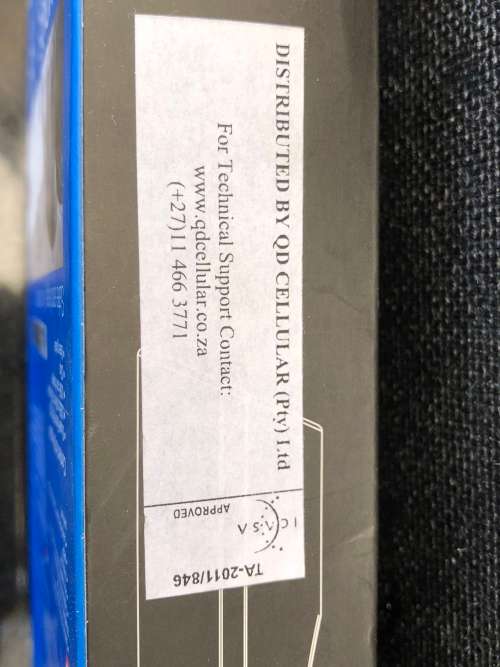 DISTRIBUTED BY QD CELLULAR (Pty) Ltd
For Technical Support Contact:
www.qdcellular.co.za
(+27)11 466 3771
I C A S A
APPROVED
TA-2011/846